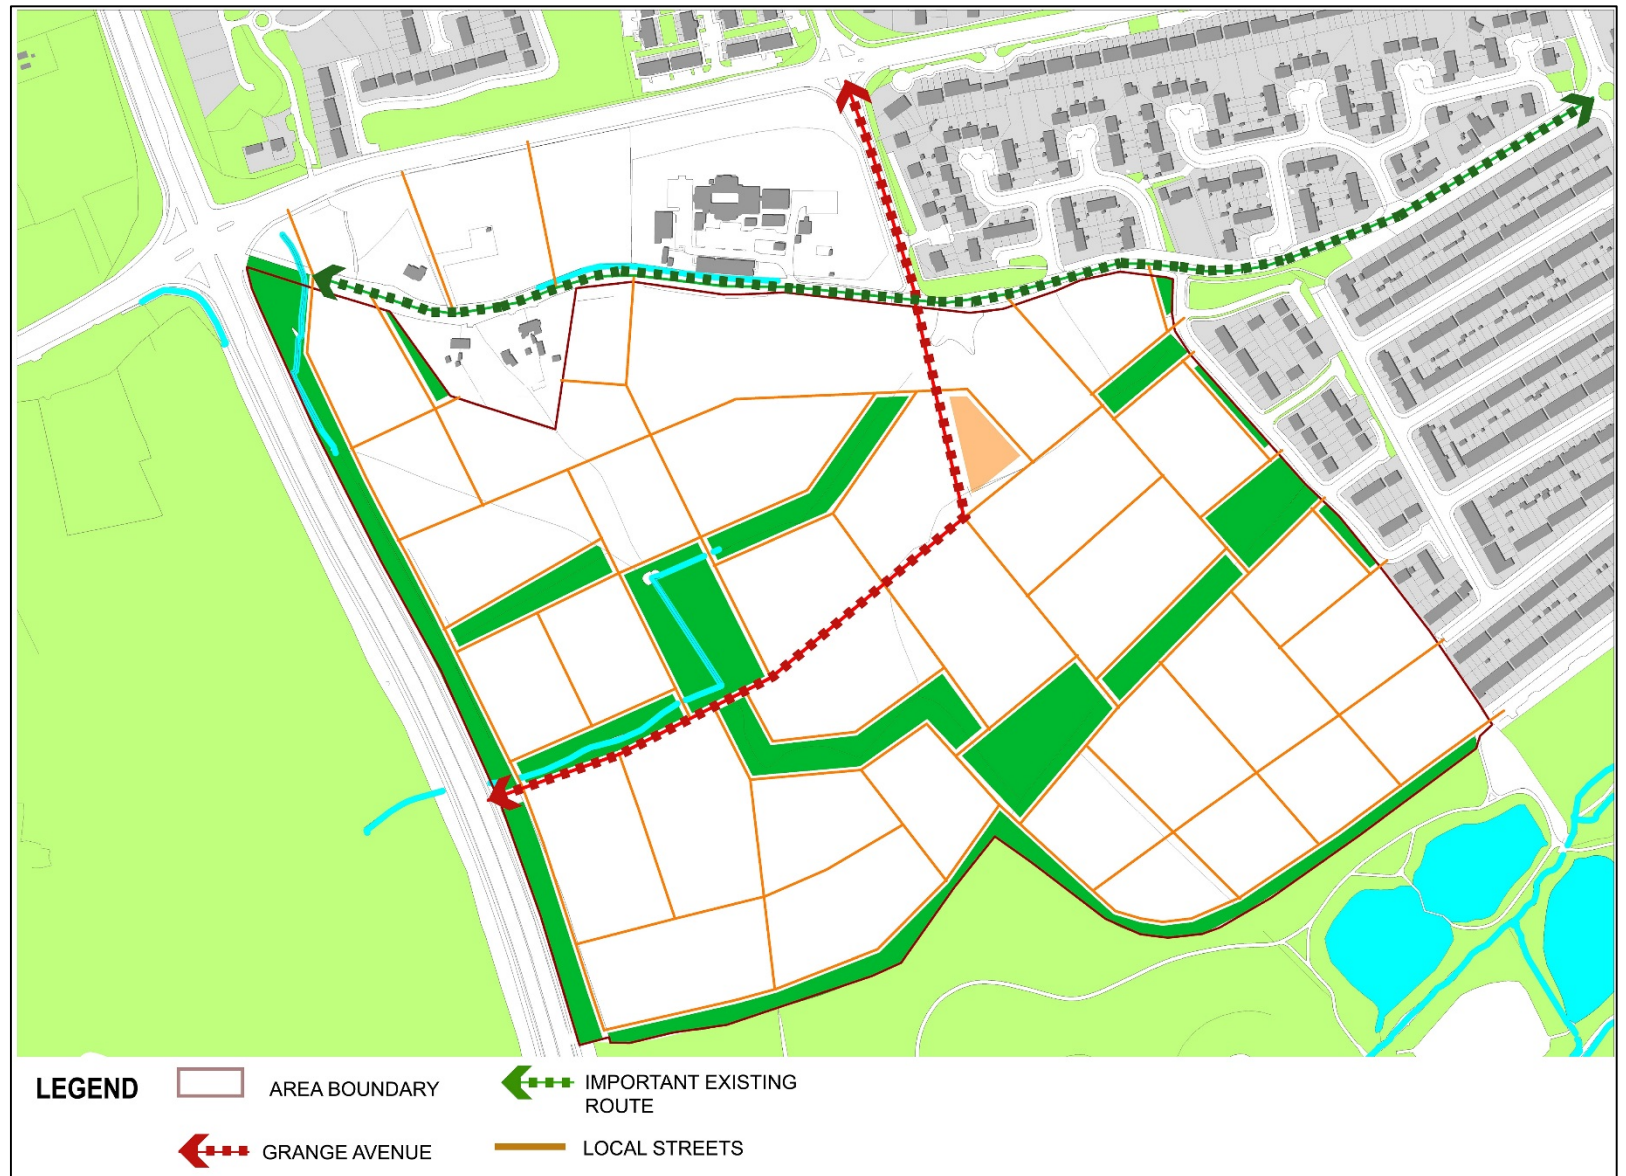 LEGEND
AREA BOUNDARY
IMPORTANT EXISTING
ROUTE
GRANGE AVENUE
LOCAL STREETS